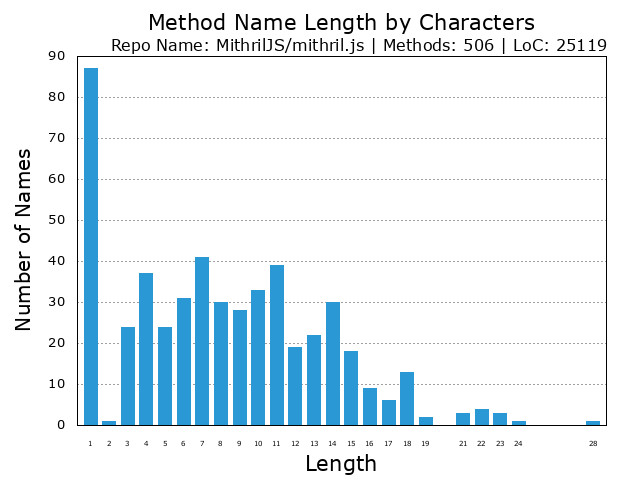 Method Name Length by Characters
Repo Name: MithrilJS/mithril.js | Methods: 506 | LoC: 25119
90
80
70
60
50
40
30
20
10
0
Number of Names
1 2 3 4 5 6 7 8 9 10 11 12 13 14 15 16 17 18 19 21 22 23 24 28
Length